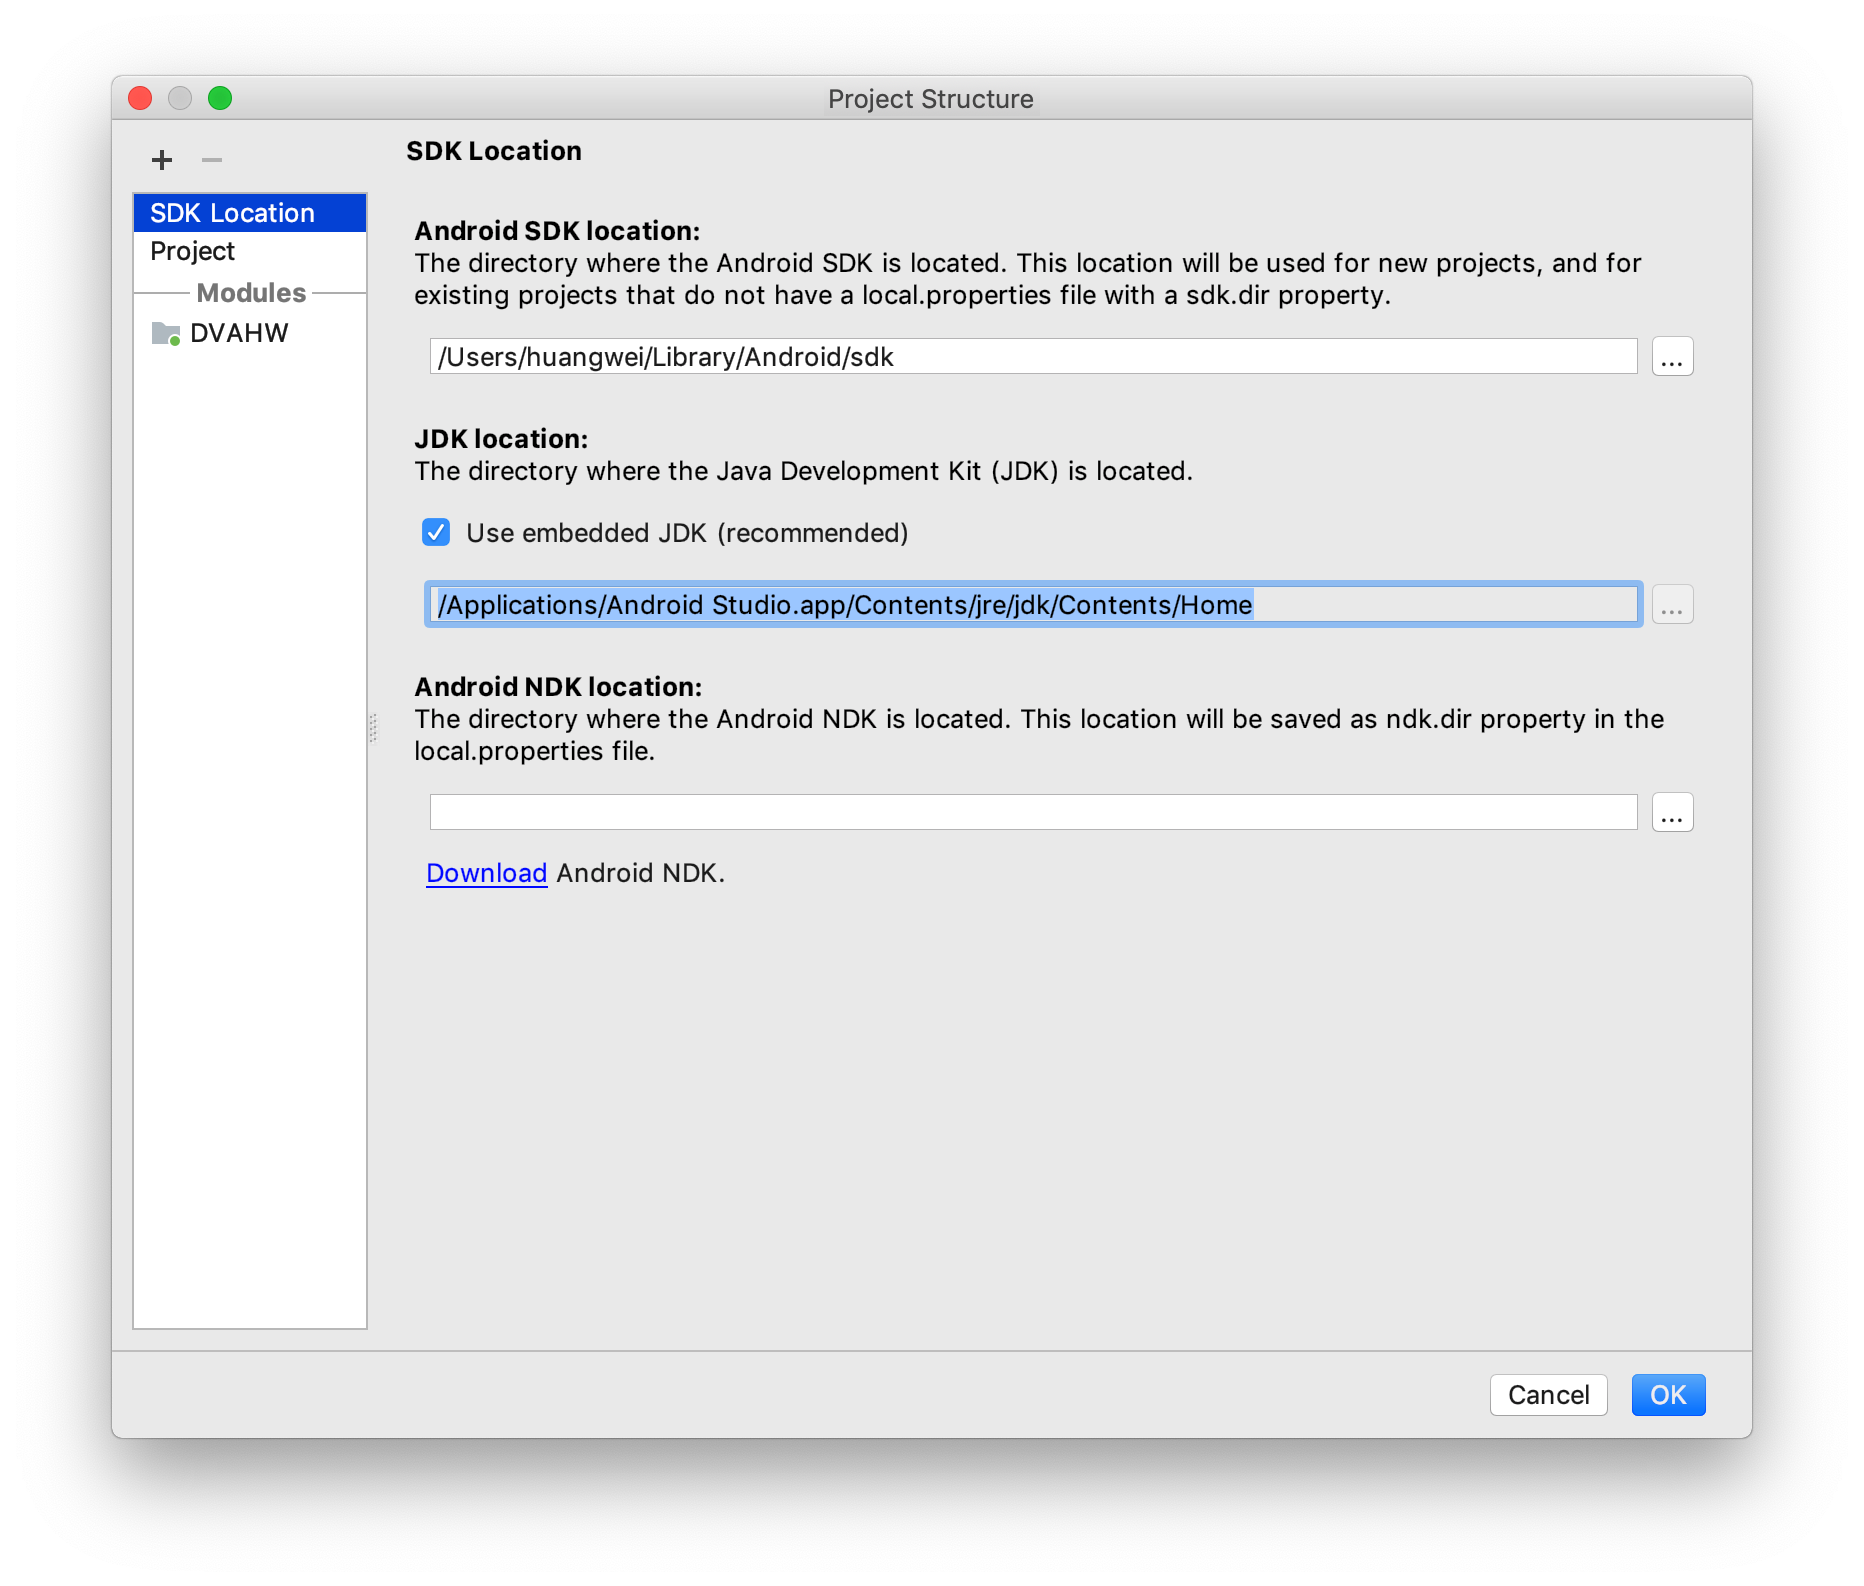 Project Structure
SDK Location
Project
Modules
DVAHW
SDK Location
Android SDK location:
The directory where the Android SDK is located. This location will be used for new projects, and for
existing projects that do not have a local.properties file with a sdk.dir property.
/Users/huangwei/Library/Android/sdk
...
JDK location:
The directory where the Java Development Kit (JDK) is located.
Use embedded JDK (recommended)
/Applications/Android Studio.app/Contents/jre/jdk/Contents/Home
...
Android NDK location:
The directory where the Android NDK is located. This location will be saved as ndk.dir property in the
local.properties file.
...
Download Android NDK.
Cancel
OK